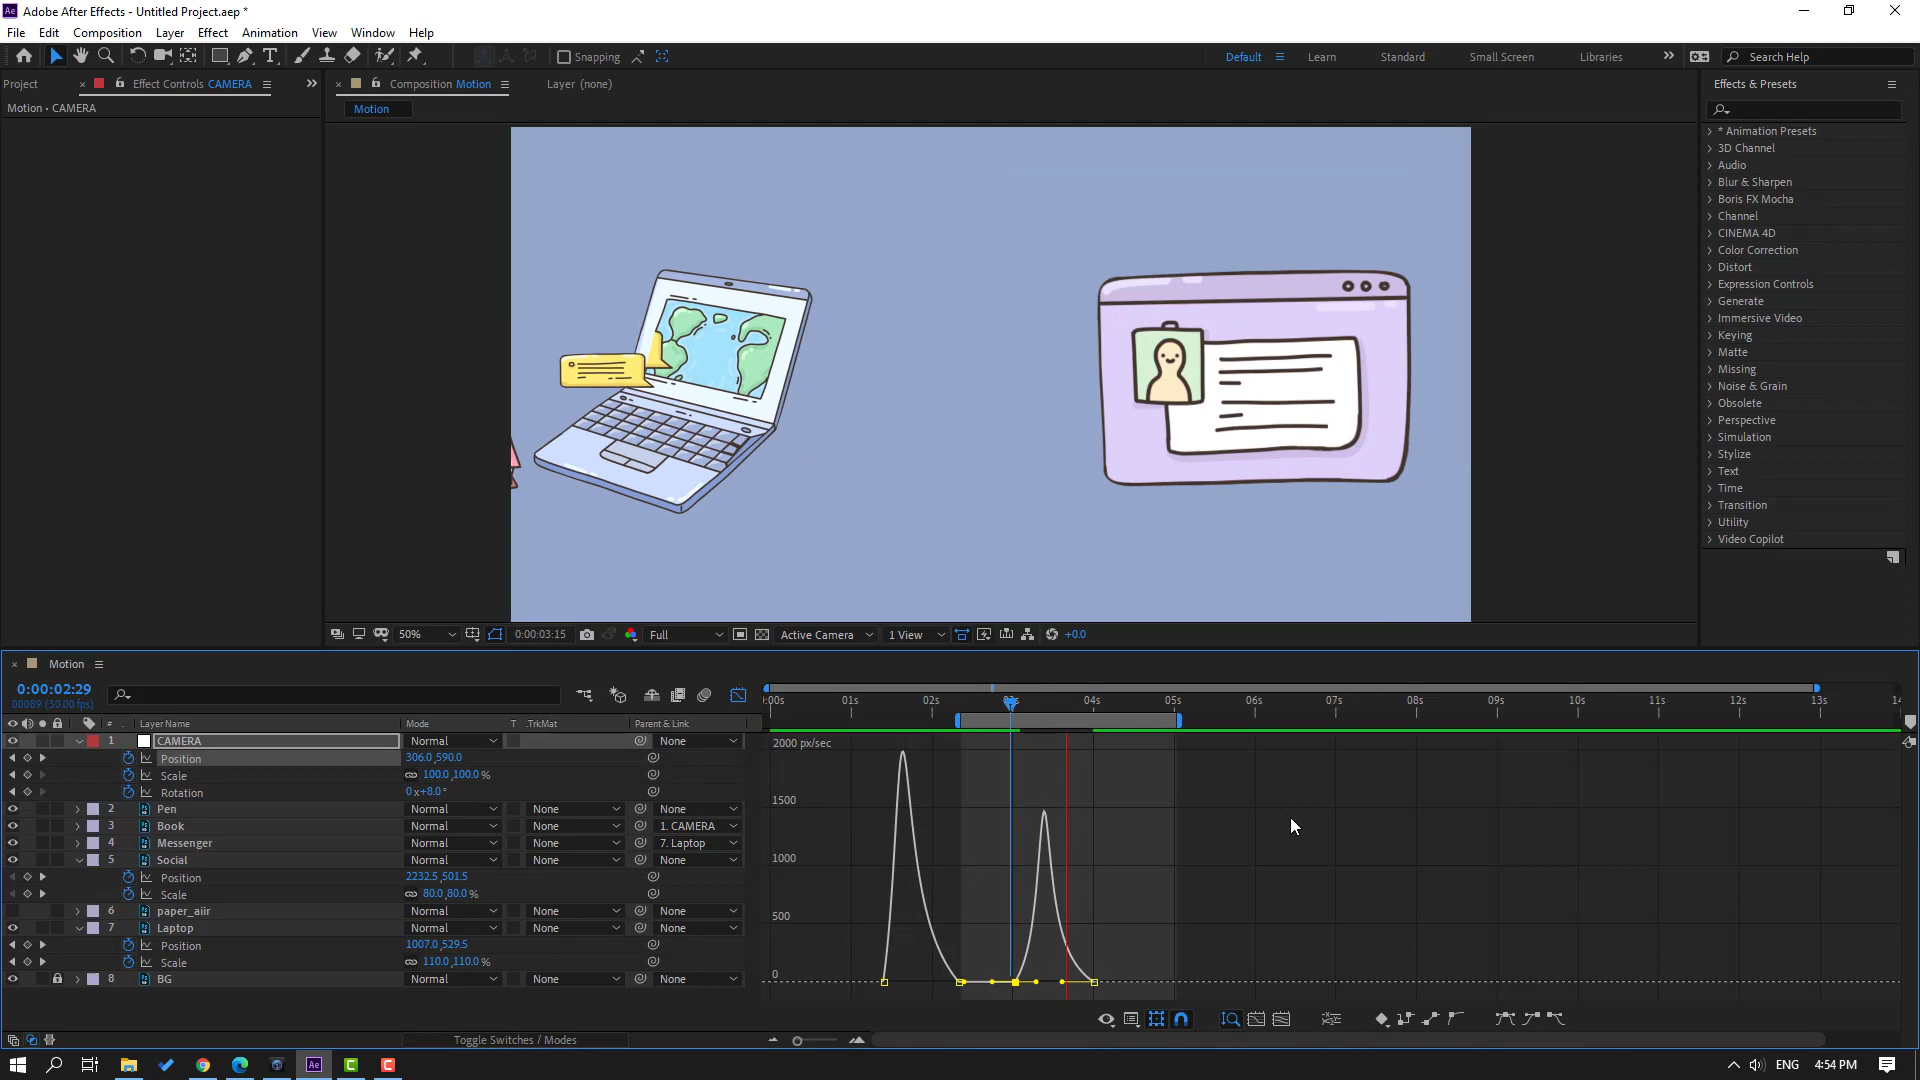 Ae Adobe After Effects - Untitled Project.aep *
File Edit Composition Layer Effect Animation View Window Help
Snapping
Default Learn Standard Small Screen Libraries Search Help
Project Effect Controls CAMERA
Composition Motion Layer (none)
Effects & Presets
Motion • CAMERA
Motion
* Animation Presets
3D Channel
Audio
Blur & Sharpen
Boris FX Mocha
Channel
CINEMA 4D
Color Correction
Distort
Expression Controls
Generate
Immersive Video
Keying
Matte
Missing
Noise & Grain
Obsolete
Perspective
Simulation
Stylize
Text
Time
Transition
Utility
Video Copilot
50% 0:00:03:15 Full Active Camera 1 View +0.0
Motion
0:00:02:29
00089 (30.00 fps)
:00s 01s 02s 04s 05s 06s 07s 08s 09s 10s 11s 12s 13s 14
# Layer Name Mode T .TrkMat Parent & Link
1 CAMERA Normal None
Position 306.0,590.0
Scale 100.0,100.0%
Rotation 0x+8.0°
2 Pen Normal None None
3 Book Normal None 1. CAMERA
4 Messenger Normal None 7. Laptop
5 Social Normal None None
Position 2232.5,501.5
Scale 80.0,80.0%
6 paper_aiir Normal None None
7 Laptop Normal None None
Position 1007.0,529.5
Scale 110.0,110.0%
8 BG Normal None None
2000 px/sec
1500
1000
500
0
Toggle Switches / Modes
Ae ENG 4:54 PM